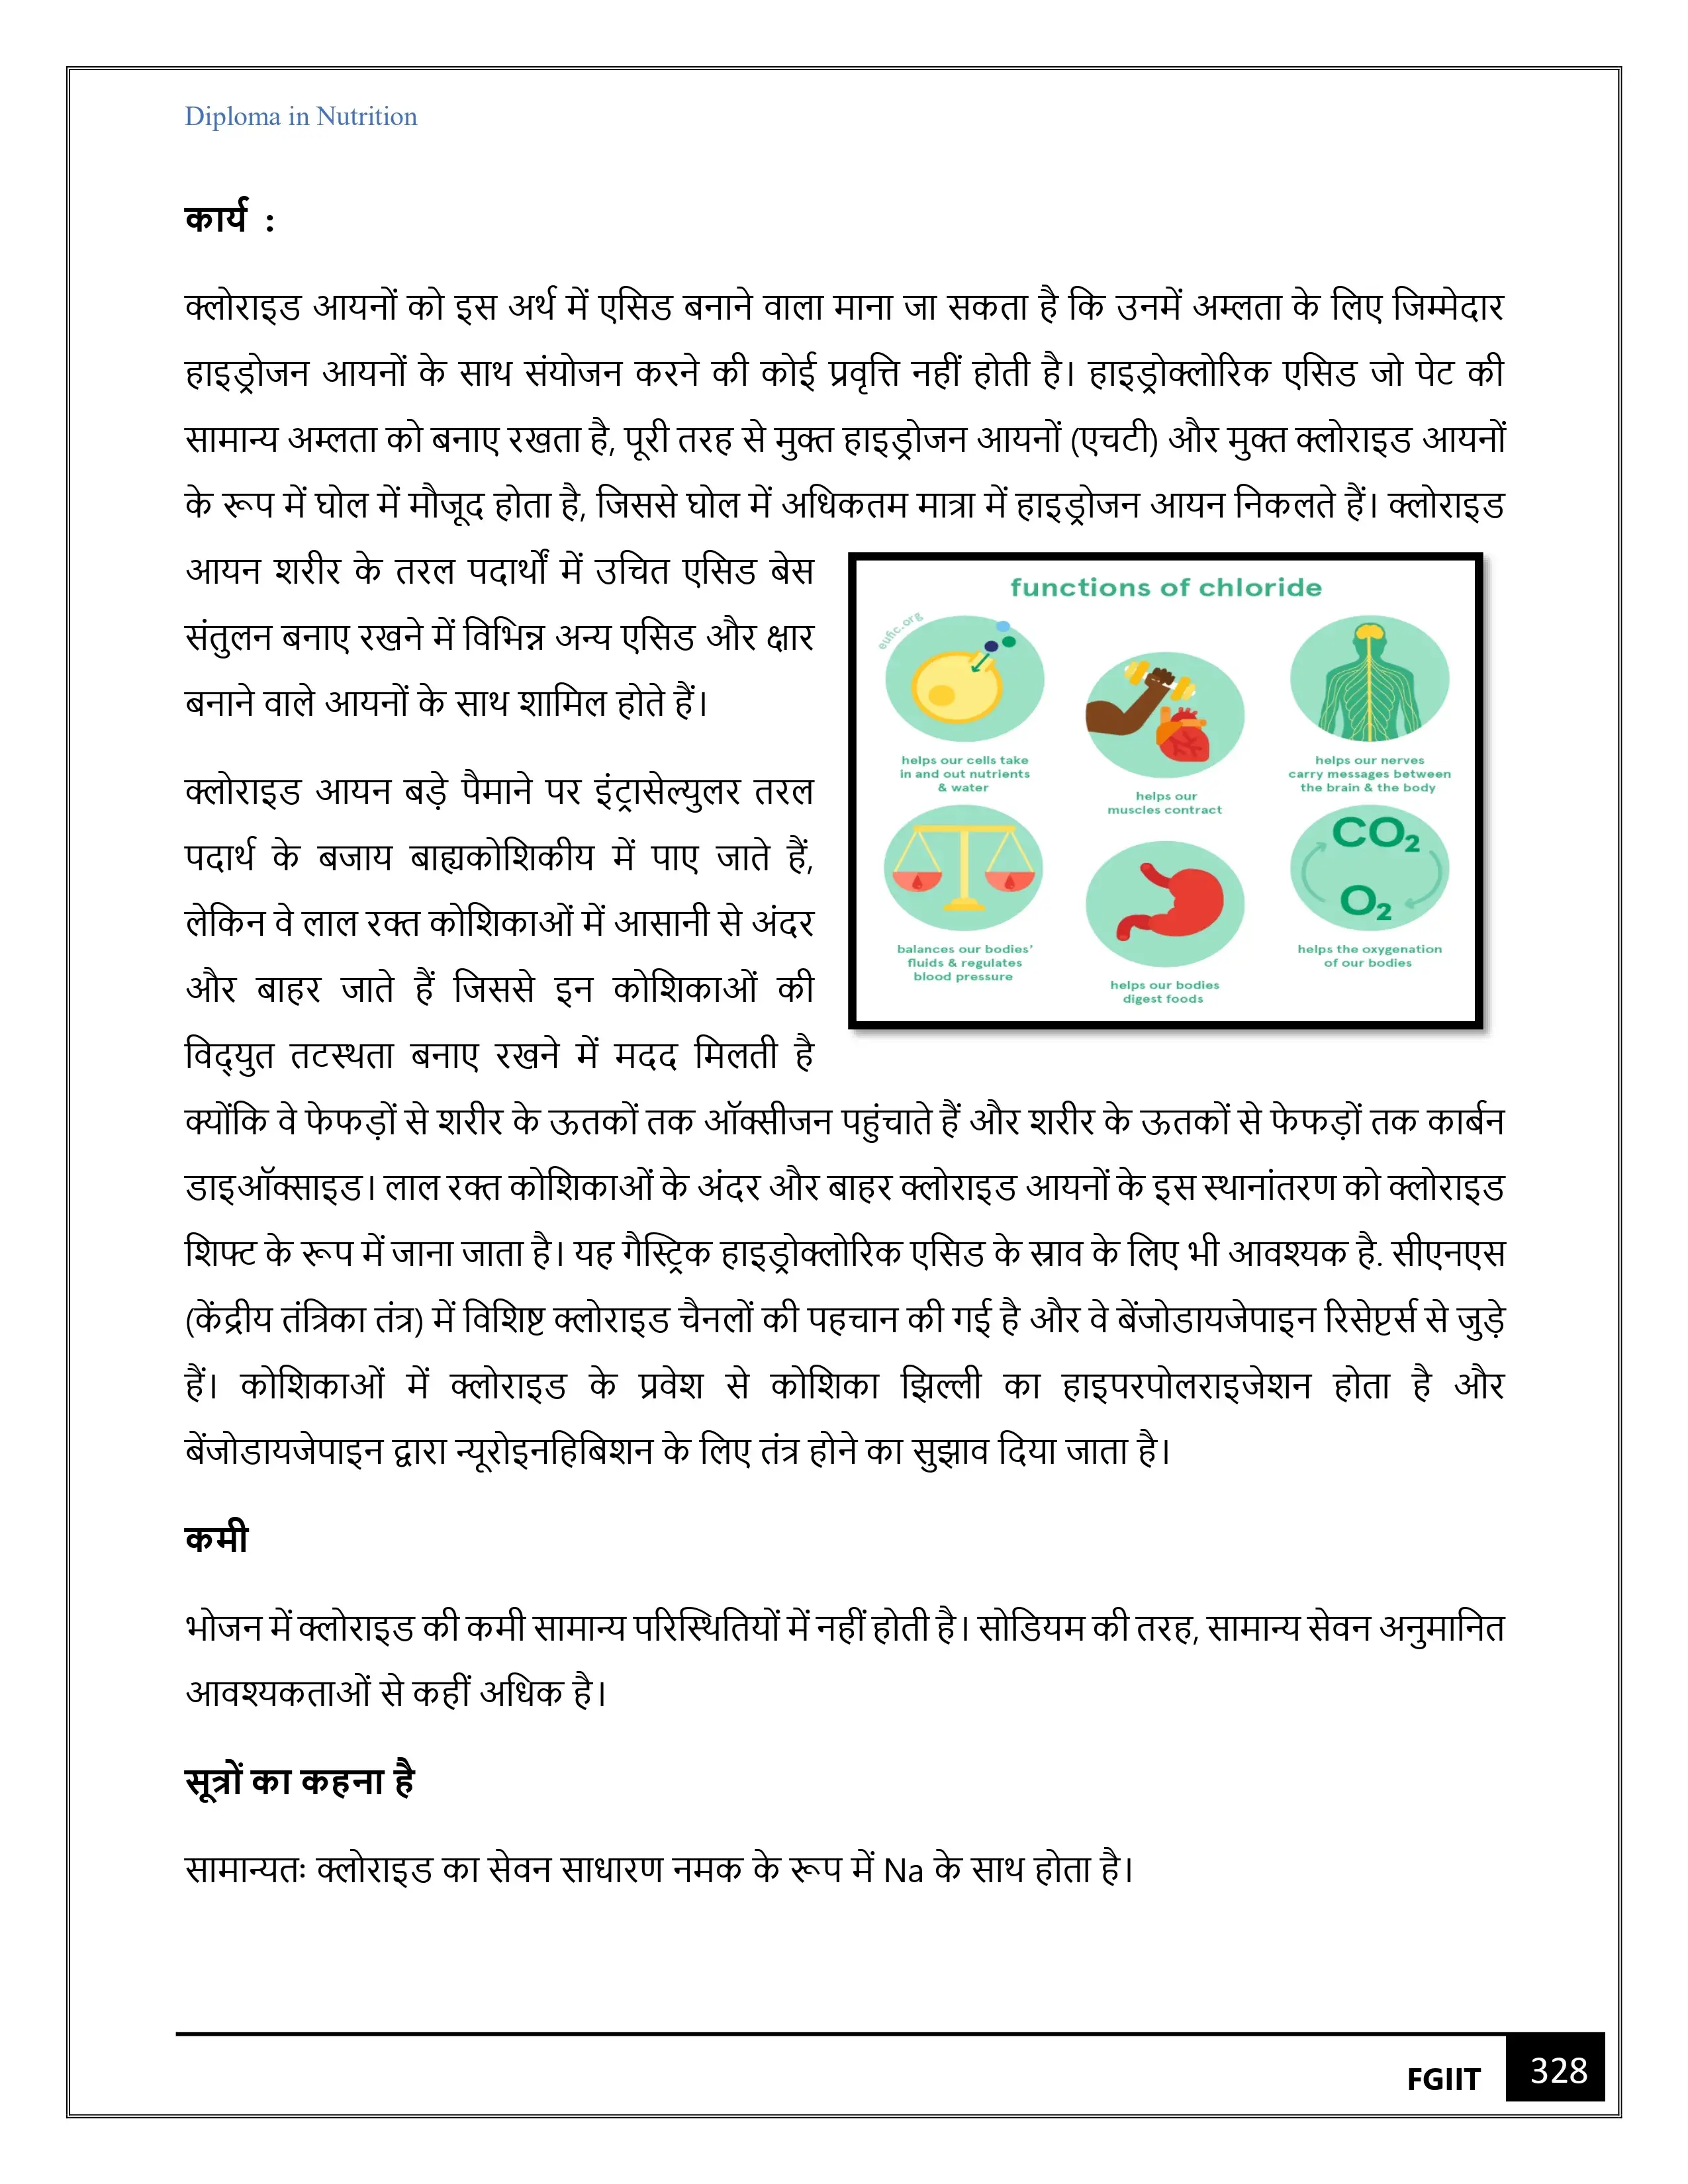 Diploma in Nutrition
कार्य :
क्लोराइड आयनों को इस अर्थ में एसिड बनाने वाला माना जा सकता है कि उनमें अम्लता के लिए जिम्मेदार
हाइड्रोजन आयनों के साथ संयोजन करने की कोई प्रवृत्ति नहीं होती है। हाइड्रोक्लोरिक एसिड जो पेट की
सामान्य अम्लता को बनाए रखता है, पूरी तरह से मुक्त हाइड्रोजन आयनों (एचटी) और मुक्त क्लोराइड आयनों
के रूप में घोल में मौजूद होता है, जिससे घोल में अधिकतम मात्रा में हाइड्रोजन आयन निकलते हैं। क्लोराइड
आयन शरीर के तरल पदार्थों में उचित एसिड बेस
संतुलन बनाए रखने में विभिन्न अन्य एसिड और क्षार
बनाने वाले आयनों के साथ शामिल होते हैं।
क्लोराइड आयन बड़े पैमाने पर इंट्रासेल्युलर तरल
पदार्थ के बजाय बाह्यकोशिकीय में पाए जाते हैं,
लेकिन वे लाल रक्त कोशिकाओं में आसानी से अंदर
और बाहर जाते हैं जिससे इन कोशिकाओं की
विद्युत तटस्थता बनाए रखने में मदद मिलती है
functions of chloride
eufic.org
helps our cells take
in and out nutrients
& water
helps our
muscles contract
helps our nerves
carry messages between
the brain & the body
balances our bodies'
fluids & regulates
blood pressure
helps our bodies
digest foods
CO₂
O₂
helps the oxygenation
of our bodies
क्योंकि वे फेफड़ों से शरीर के ऊतकों तक ऑक्सीजन पहुंचाते हैं और शरीर के ऊतकों से फेफड़ों तक कार्बन
डाइऑक्साइड। लाल रक्त कोशिकाओं के अंदर और बाहर क्लोराइड आयनों के इस स्थानांतरण को क्लोराइड
शिफ्ट के रूप में जाना जाता है। यह गैस्ट्रिक हाइड्रोक्लोरिक एसिड के स्राव के लिए भी आवश्यक है. सीएनएस
(केंद्रीय तंत्रिका तंत्र) में विशिष्ट क्लोराइड चैनलों की पहचान की गई है और वे बेंजोडायजेपाइन रिसेप्टर्स से जुड़े
हैं। कोशिकाओं में क्लोराइड के प्रवेश से कोशिका झिल्ली का हाइपरपोलराइजेशन होता है और
बेंजोडायजेपाइन द्वारा न्यूरोइनहिबिशन के लिए तंत्र होने का सुझाव दिया जाता है।
कमी
भोजन में क्लोराइड की कमी सामान्य परिस्थितियों में नहीं होती है। सोडियम की तरह, सामान्य सेवन अनुमानित
आवश्यकताओं से कहीं अधिक है।
सूत्रों का कहना है
सामान्यतः क्लोराइड का सेवन साधारण नमक के रूप में Na के साथ होता है।
FGIIT 328